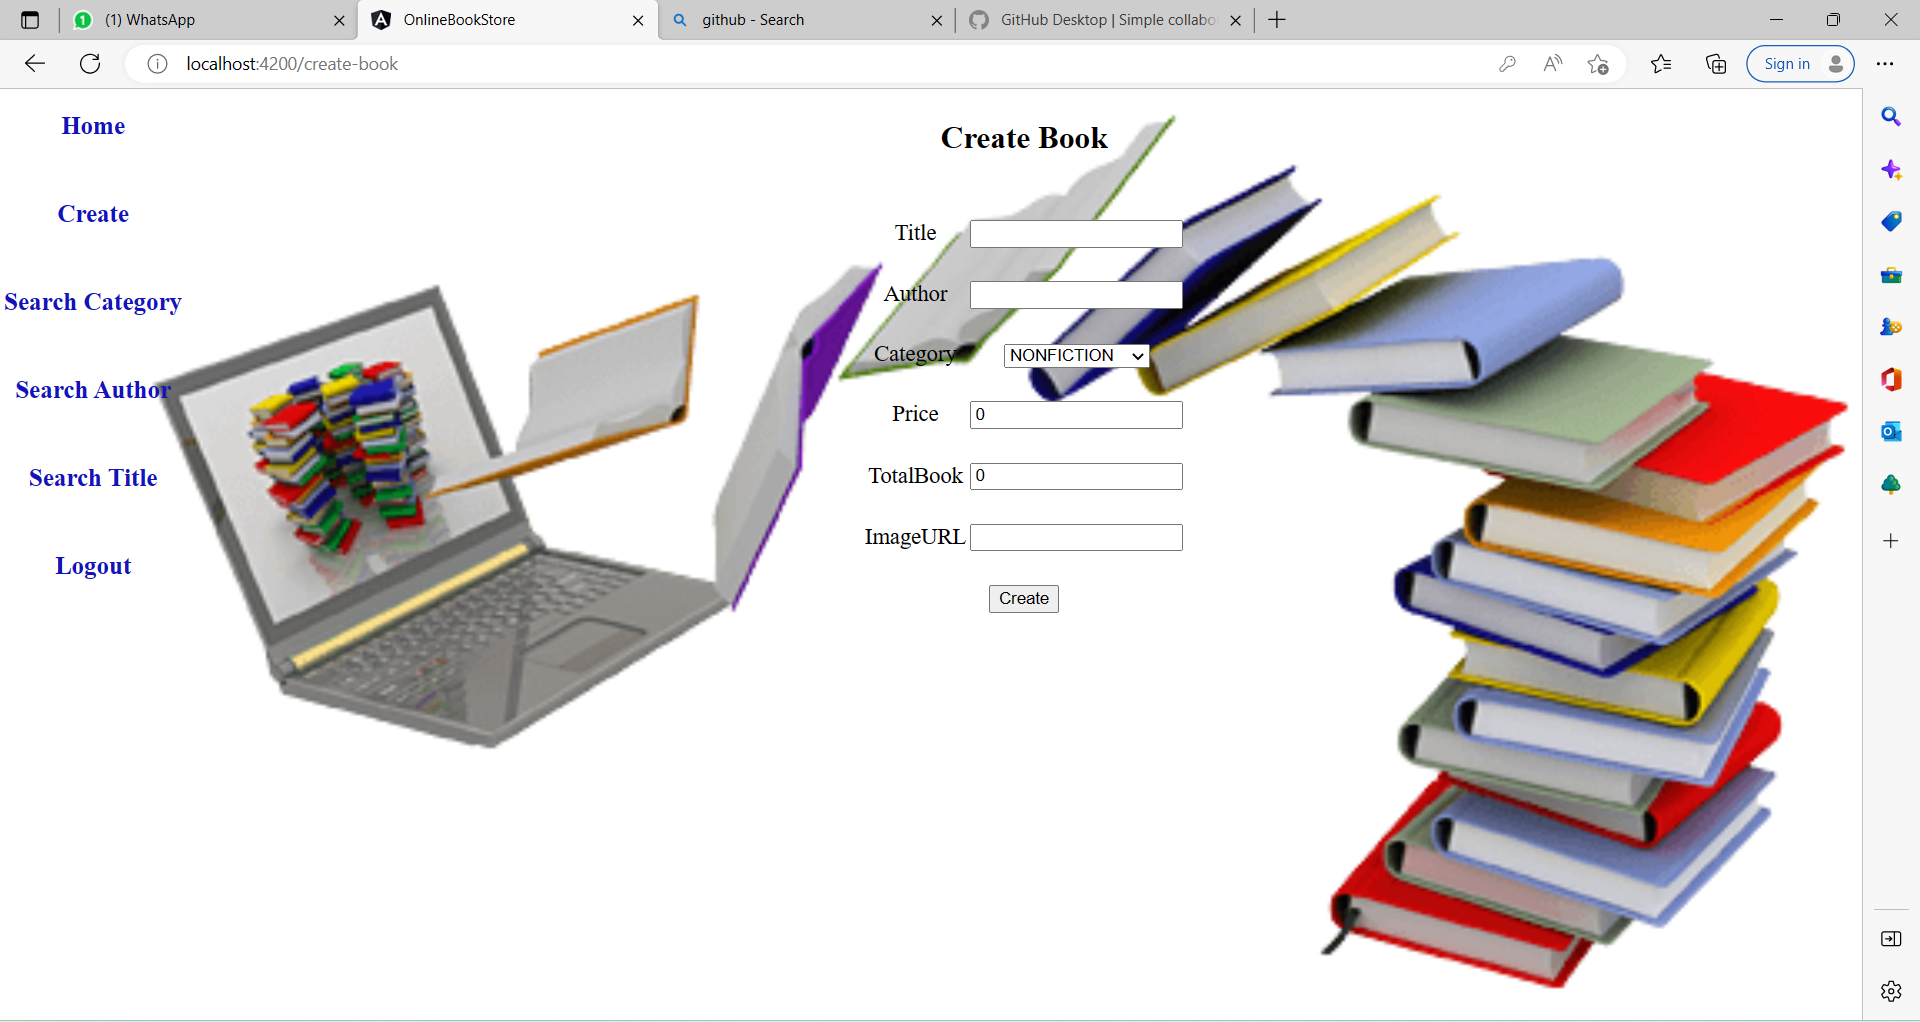 1 (1) WhatsApp
OnlineBookStore
github - Search
GitHub Desktop | Simple collabo
localhost:4200/create-book
Sign in
Home
Create
Search Category
Search Author
Search Title
Logout
Create Book
Title
Author
Category NONFICTION
Price 0
TotalBook 0
ImageURL
Create